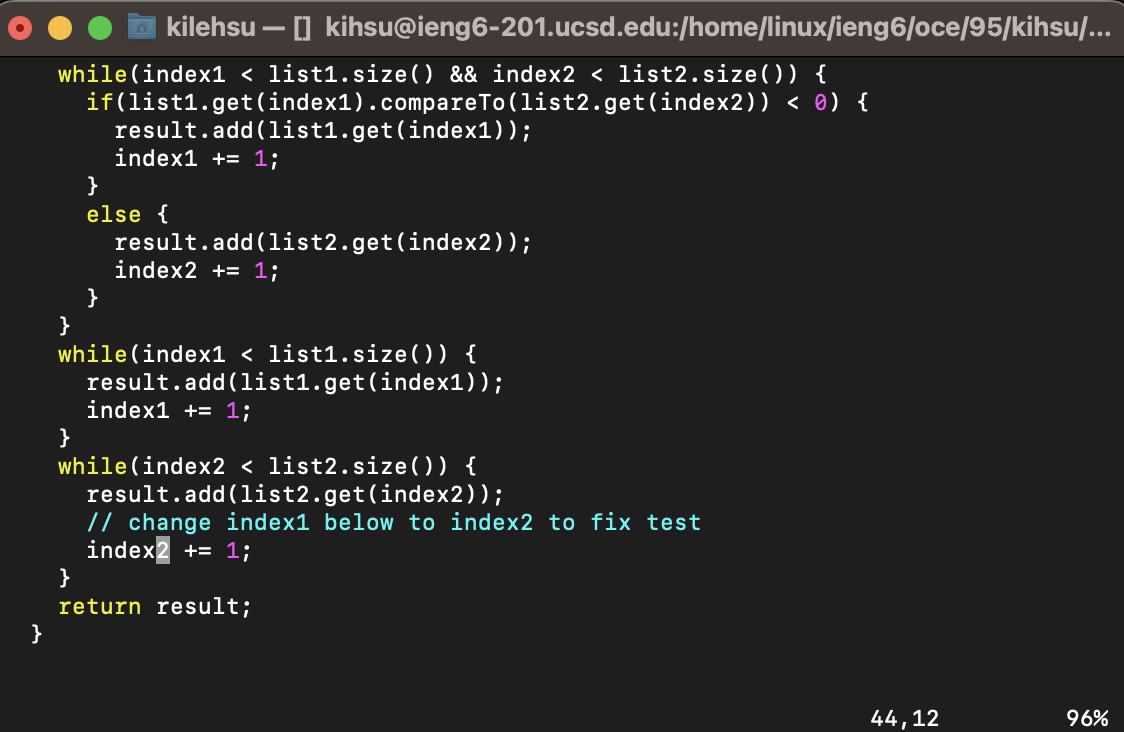 kilehsu — [] kihsu@ieng6-201.ucsd.edu:/home/linux/ieng6/oce/95/kihsu/...
while(index1 < list1.size() && index2 < list2.size()) {
if(list1.get(index1).compareTo(list2.get(index2)) < 0) {
result.add(list1.get(index1));
index1 += 1;
}
else {
result.add(list2.get(index2));
index2 += 1;
}
}
while(index1 < list1.size()) {
result.add(list1.get(index1));
index1 += 1;
}
while(index2 < list2.size()) {
result.add(list2.get(index2));
// change index1 below to index2 to fix test
index2 += 1;
}
return result;
}
44,12 96%